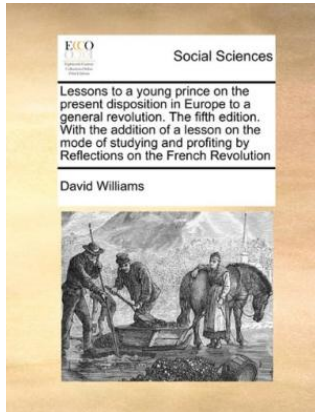 ECCO
Social Sciences
Lessons to a young prince on the
present disposition in Europe to a
general revolution. The fifth edition.
With the addition of a lesson on the
mode of studying and profiting by
Reflections on the French Revolution
David Williams